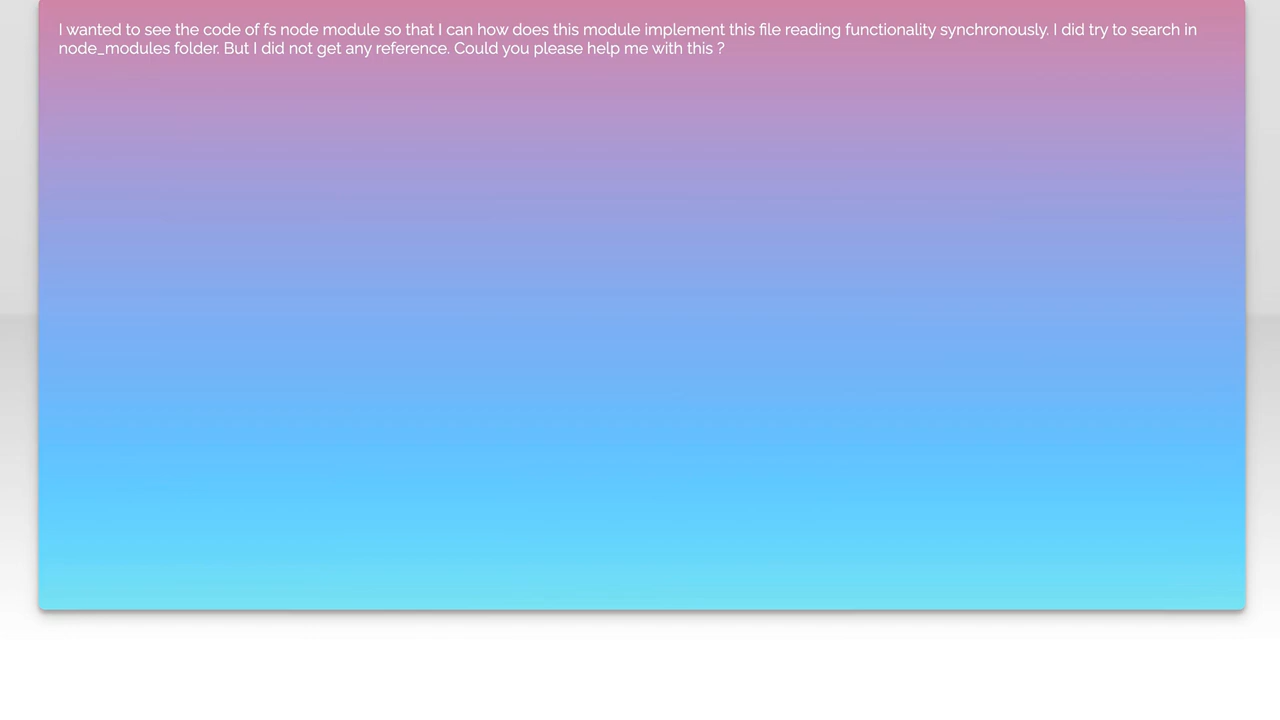 I wanted to see the code of fs node module so that I can how does this module implement this file reading functionality synchronously. I did try to search in
node_modules folder. But I did not get any reference. Could you please help me with this ?